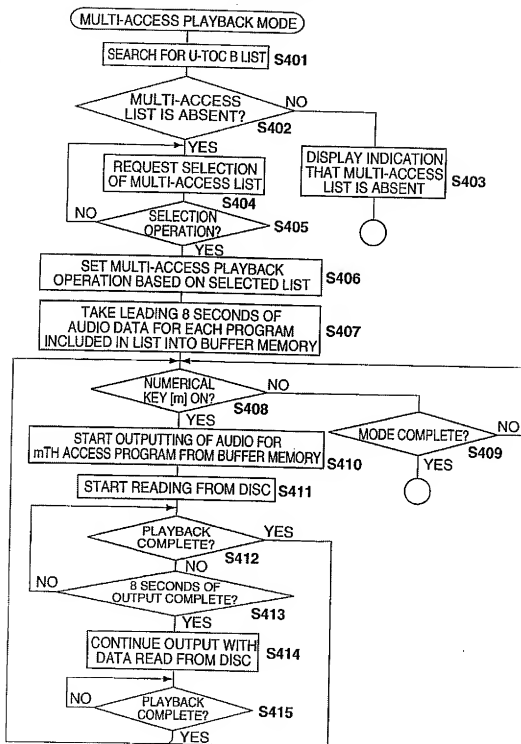 MULTI-ACCESS PLAYBACK MODE
SEARCH FOR U-TOC B LIST
S401
MULTI-ACCESS
LIST IS ABSENT?
S402
NO
YES
DISPLAY INDICATION
THAT MULTI-ACCESS
LIST IS ABSENT
S403
REQUEST SELECTION
OF MULTI-ACCESS LIST
S404
SELECTION
OPERATION?
S405
NO
YES
SET MULTI-ACCESS PLAYBACK
OPERATION BASED ON SELECTED LIST
S406
TAKE LEADING 8 SECONDS OF
AUDIO DATA FOR EACH PROGRAM
INCLUDED IN LIST INTO BUFFER MEMORY
S407
NUMERICAL
KEY [m] ON?
S408
NO
YES
MODE COMPLETE?
S409
NO
YES
START OUTPUTTING OF AUDIO FOR
mTH ACCESS PROGRAM FROM BUFFER MEMORY
S410
START READING FROM DISC
S411
PLAYBACK
COMPLETE?
S412
YES
NO
8 SECONDS OF
OUTPUT COMPLETE?
S413
NO
YES
CONTINUE OUTPUT WITH
DATA READ FROM DISC
S414
PLAYBACK
COMPLETE?
S415
NO
YES